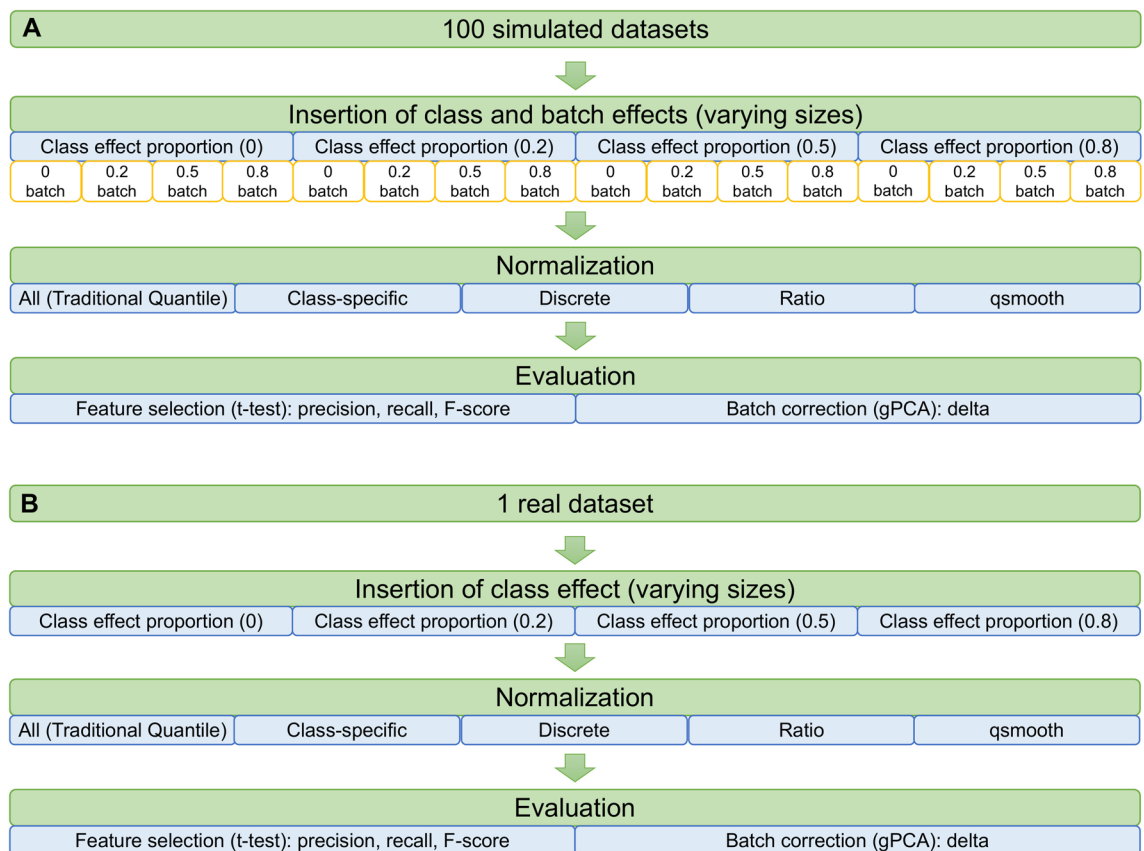 A
100 simulated datasets
Insertion of class and batch effects (varying sizes)
Class effect proportion (0) Class effect proportion (0.2) Class effect proportion (0.5) Class effect proportion (0.8)
0 0.2 0.5 0.8 0 0.2 0.5 0.8 0 0.2 0.5 0.8 0 0.2 0.5 0.8
batch batch batch batch batch batch batch batch batch batch batch batch batch batch batch batch
Normalization
All (Traditional Quantile) Class-specific Discrete Ratio qsmooth
Evaluation
Feature selection (t-test): precision, recall, F-score Batch correction (gPCA): delta
B
1 real dataset
Insertion of class effect (varying sizes)
Class effect proportion (0) Class effect proportion (0.2) Class effect proportion (0.5) Class effect proportion (0.8)
Normalization
All (Traditional Quantile) Class-specific Discrete Ratio qsmooth
Evaluation
Feature selection (t-test): precision, recall, F-score Batch correction (gPCA): delta